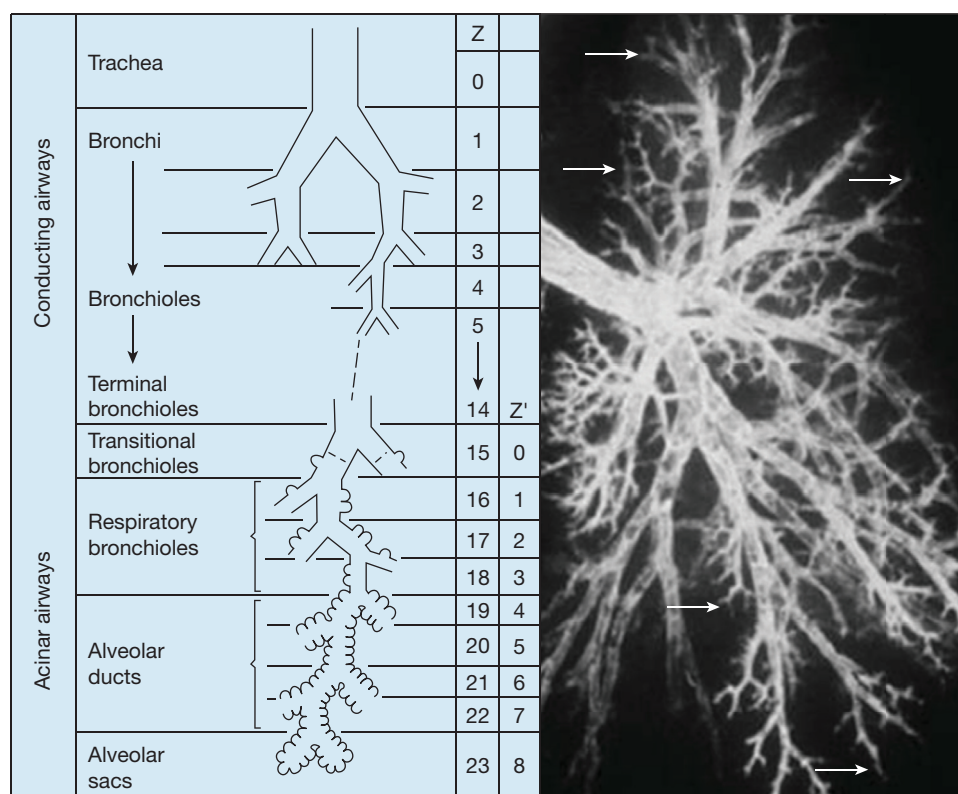 Conducting airways
Acinar airways
Trachea
Bronchi
Bronchioles
Terminal
bronchioles
Transitional
bronchioles
Respiratory
bronchioles
Alveolar
ducts
Alveolar
sacs
Z
0
1
2
3
4
5
14 Z'
15 0
16 1
17 2
18 3
19 4
20 5
21 6
22 7
23 8